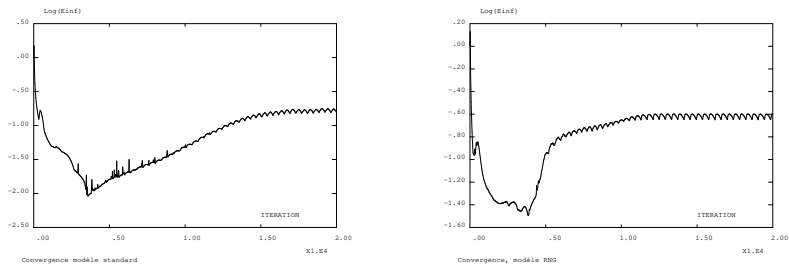 Log(Einf)
.50
.00
-.50
-1.00
-1.50
-2.00
-2.50
ITERATION
.00 .50 1.00 1.50 2.00
X1.E4
Convergence modèle standard
Log(Einf)
.20
.00
-.20
-.40
-.60
-.80
-1.00
-1.20
-1.40
-1.60
ITERATION
.00 .50 1.00 1.50 2.00
X1.E4
Convergence, modèle RNG